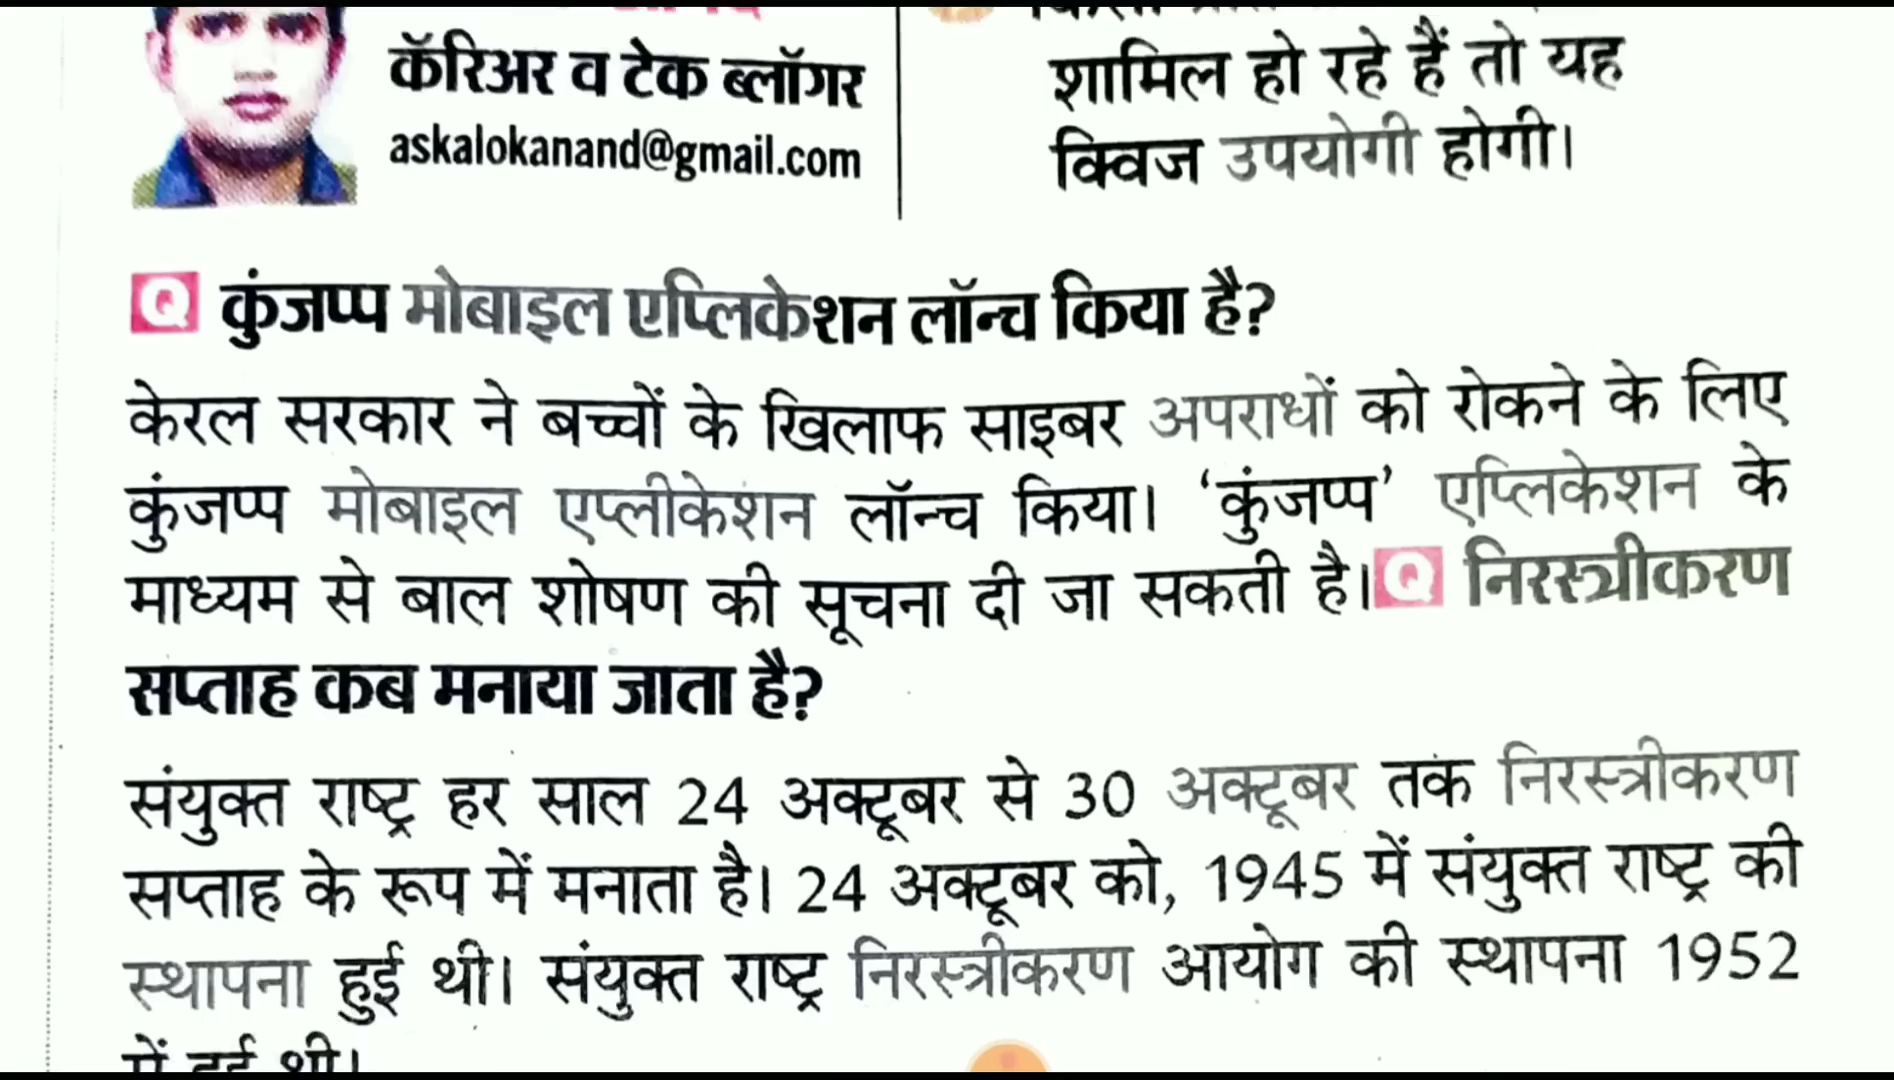 कॅरिअर व टेक ब्लॉगर
askalokanand@gmail.com
शामिल हो रहे हैं तो यह
क्विज उपयोगी होगी।
Q कुंजप्प मोबाइल एप्लिकेशन लॉन्च किया है?
केरल सरकार ने बच्चों के खिलाफ साइबर अपराधों को रोकने के लिए
कुंजप्प मोबाइल एप्लीकेशन लॉन्च किया। ‘कुंजप्प’ एप्लिकेशन के
माध्यम से बाल शोषण की सूचना दी जा सकती है। Q निरस्त्रीकरण
सप्ताह कब मनाया जाता है?
संयुक्त राष्ट्र हर साल 24 अक्टूबर से 30 अक्टूबर तक निरस्त्रीकरण
सप्ताह के रूप में मनाता है। 24 अक्टूबर को, 1945 में संयुक्त राष्ट्र की
स्थापना हुई थी। संयुक्त राष्ट्र निरस्त्रीकरण आयोग की स्थापना 1952
में हुई थी।